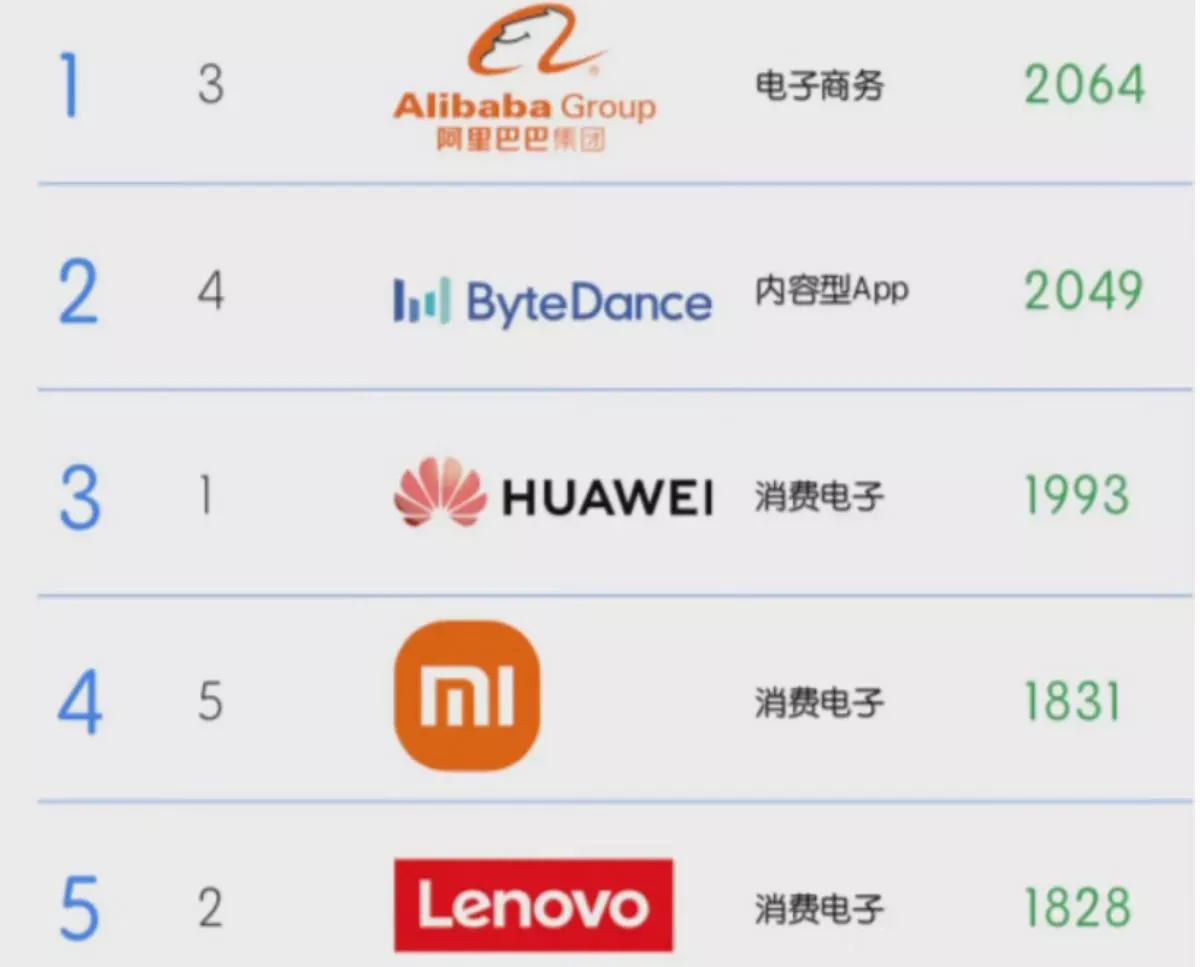 1 3 Alibaba Group 阿里巴巴集团 电子商务 2064
2 4 ByteDance 内容型App 2049
3 1 HUAWEI 消费电子 1993
4 5 mi 消费电子 1831
5 2 Lenovo 消费电子 1828